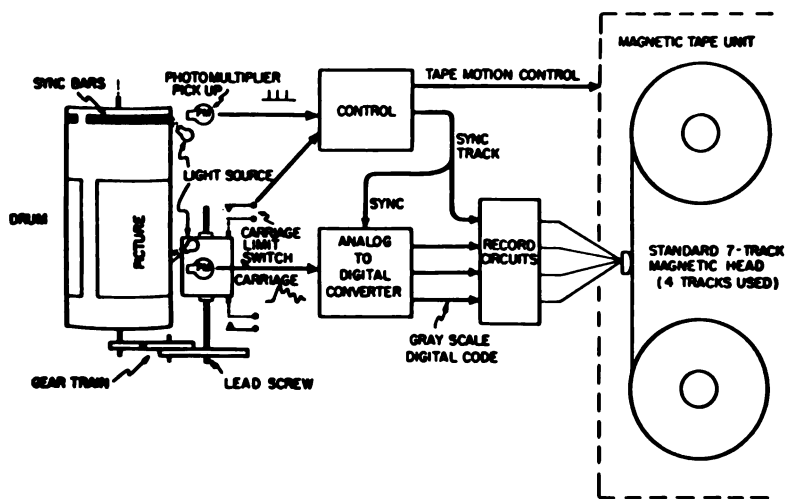 MAGNETIC TAPE UNIT
SYNC BARS
PHOTOMULTIPLIER
PICK UP
PM
CONTROL
TAPE MOTION CONTROL
SYNC
TRACK
LIGHT SOURCE
DRUM
PICTURE
SYNC
CARRIAGE
LIMIT
SWITCH
PM
CARRIAGE
ANALOG
TO
DIGITAL
CONVERTER
RECORD
CIRCUITS
STANDARD 7-TRACK
MAGNETIC HEAD
(4 TRACKS USED)
GRAY SCALE
DIGITAL CODE
GEAR TRAIN
LEAD SCREW